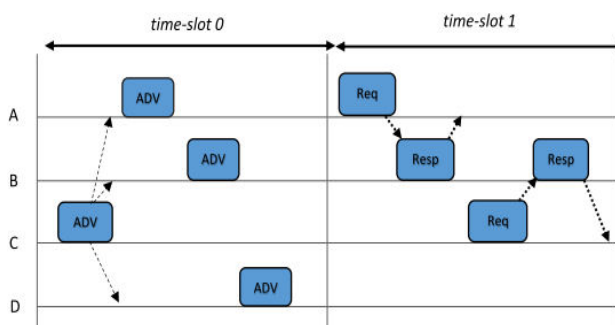 time-slot 0
time-slot 1
ADV
Req
A
ADV
Resp
Resp
B
ADV
Req
C
ADV
D